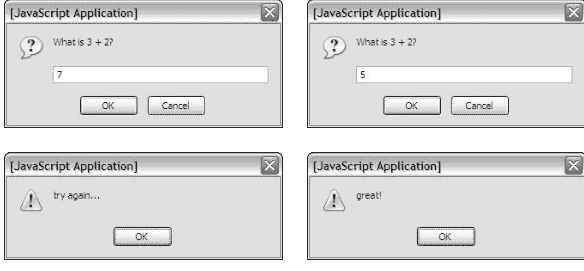 [JavaScript Application]
What is 3 + 2?
7
OK Cancel
[JavaScript Application]
What is 3 + 2?
5
OK Cancel
[JavaScript Application]
try again...
OK
[JavaScript Application]
great!
OK